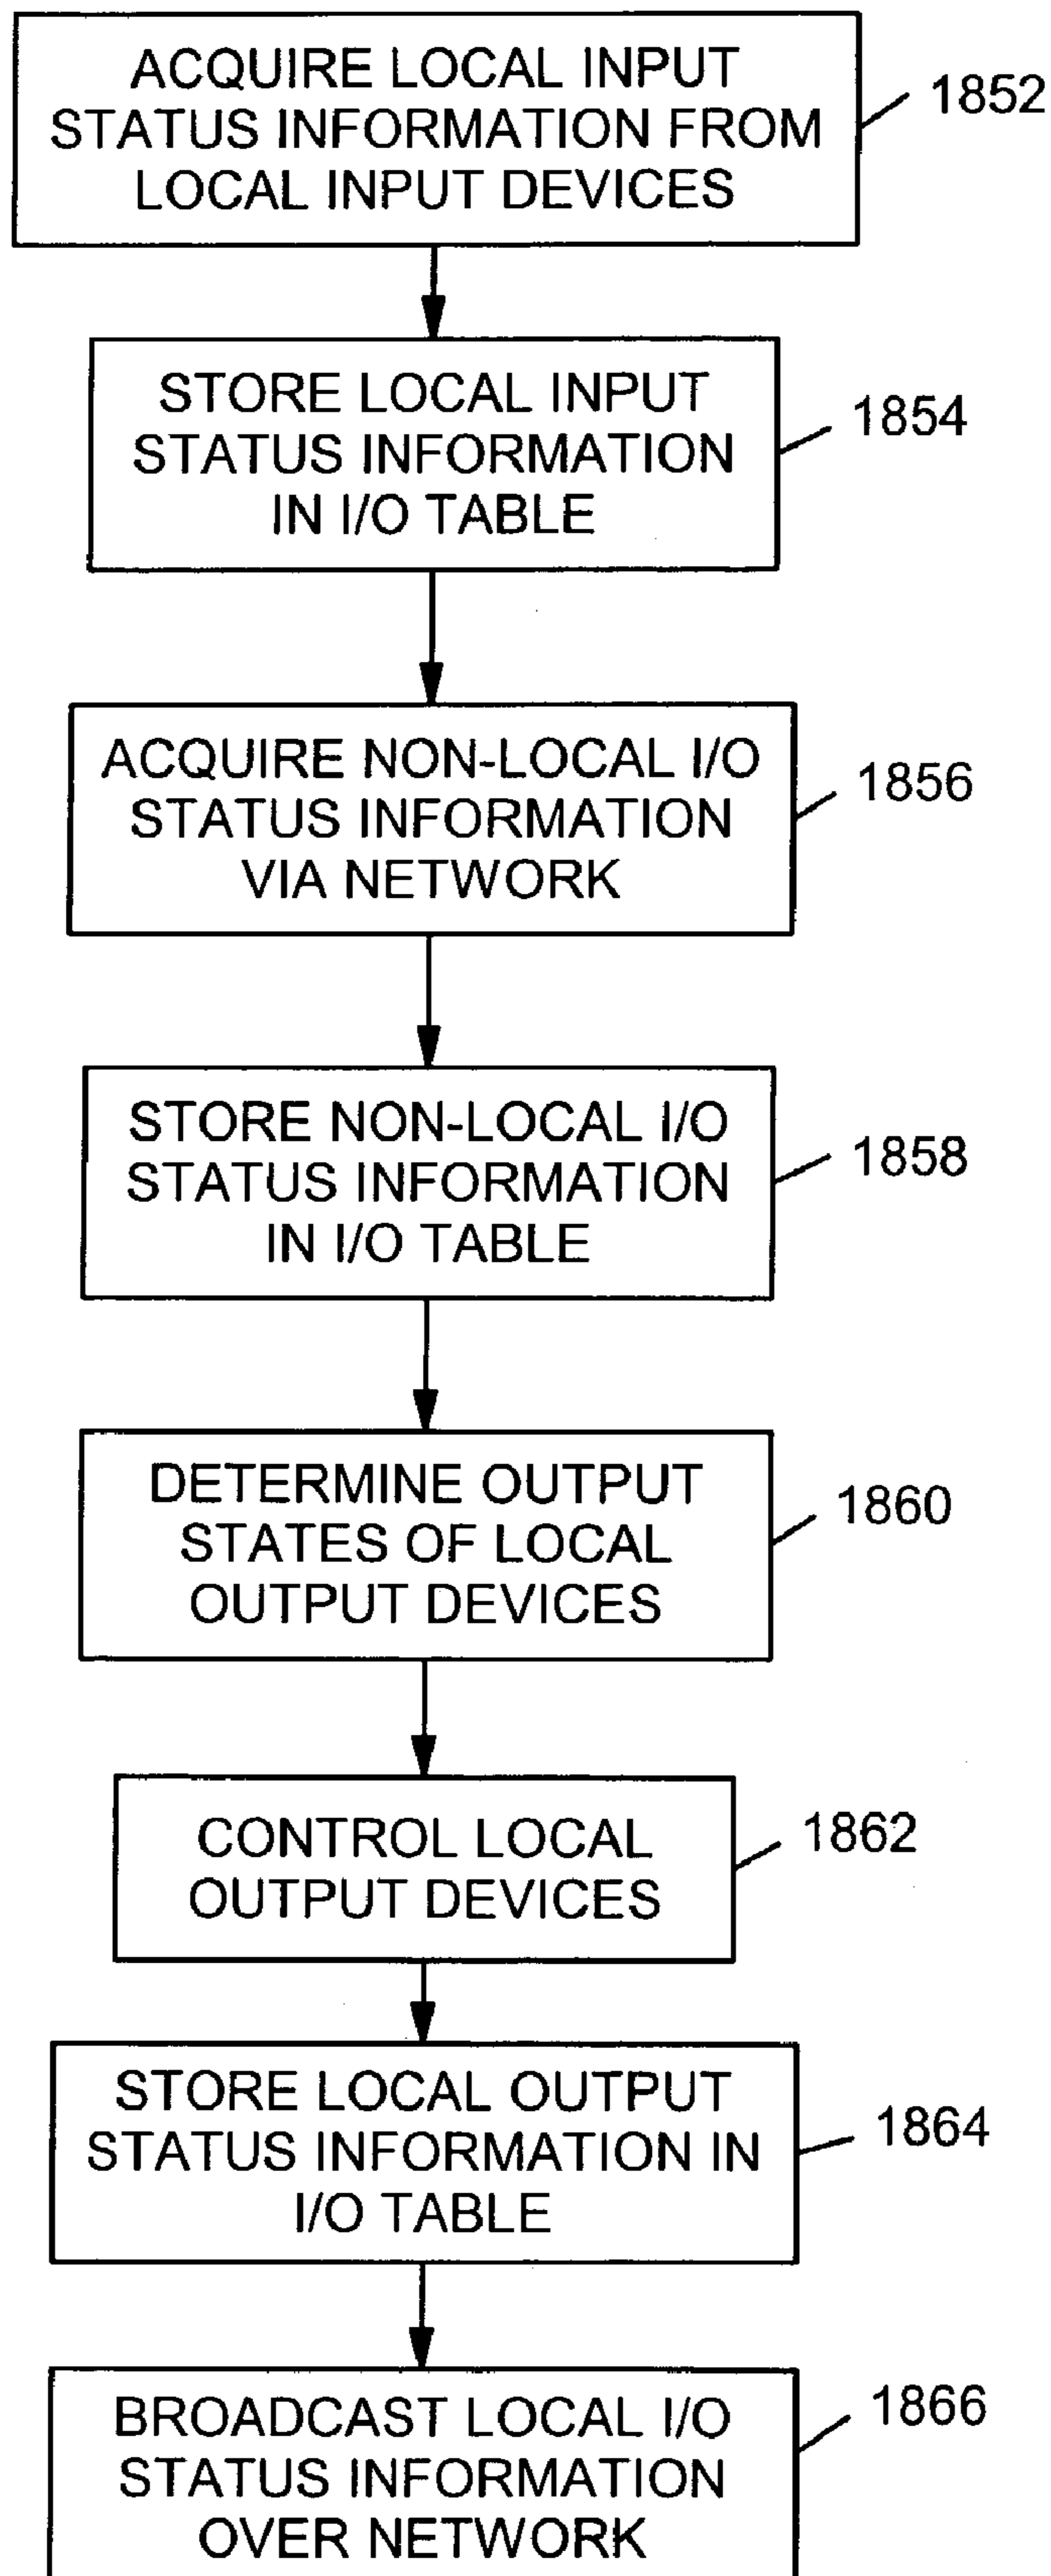 ACQUIRE LOCAL INPUT
STATUS INFORMATION FROM
LOCAL INPUT DEVICES
1852
STORE LOCAL INPUT
STATUS INFORMATION
IN I/O TABLE
1854
ACQUIRE NON-LOCAL I/O
STATUS INFORMATION
VIA NETWORK
1856
STORE NON-LOCAL I/O
STATUS INFORMATION
IN I/O TABLE
1858
DETERMINE OUTPUT
STATES OF LOCAL
OUTPUT DEVICES
1860
CONTROL LOCAL
OUTPUT DEVICES
1862
STORE LOCAL OUTPUT
STATUS INFORMATION IN
I/O TABLE
1864
BROADCAST LOCAL I/O
STATUS INFORMATION
OVER NETWORK
1866